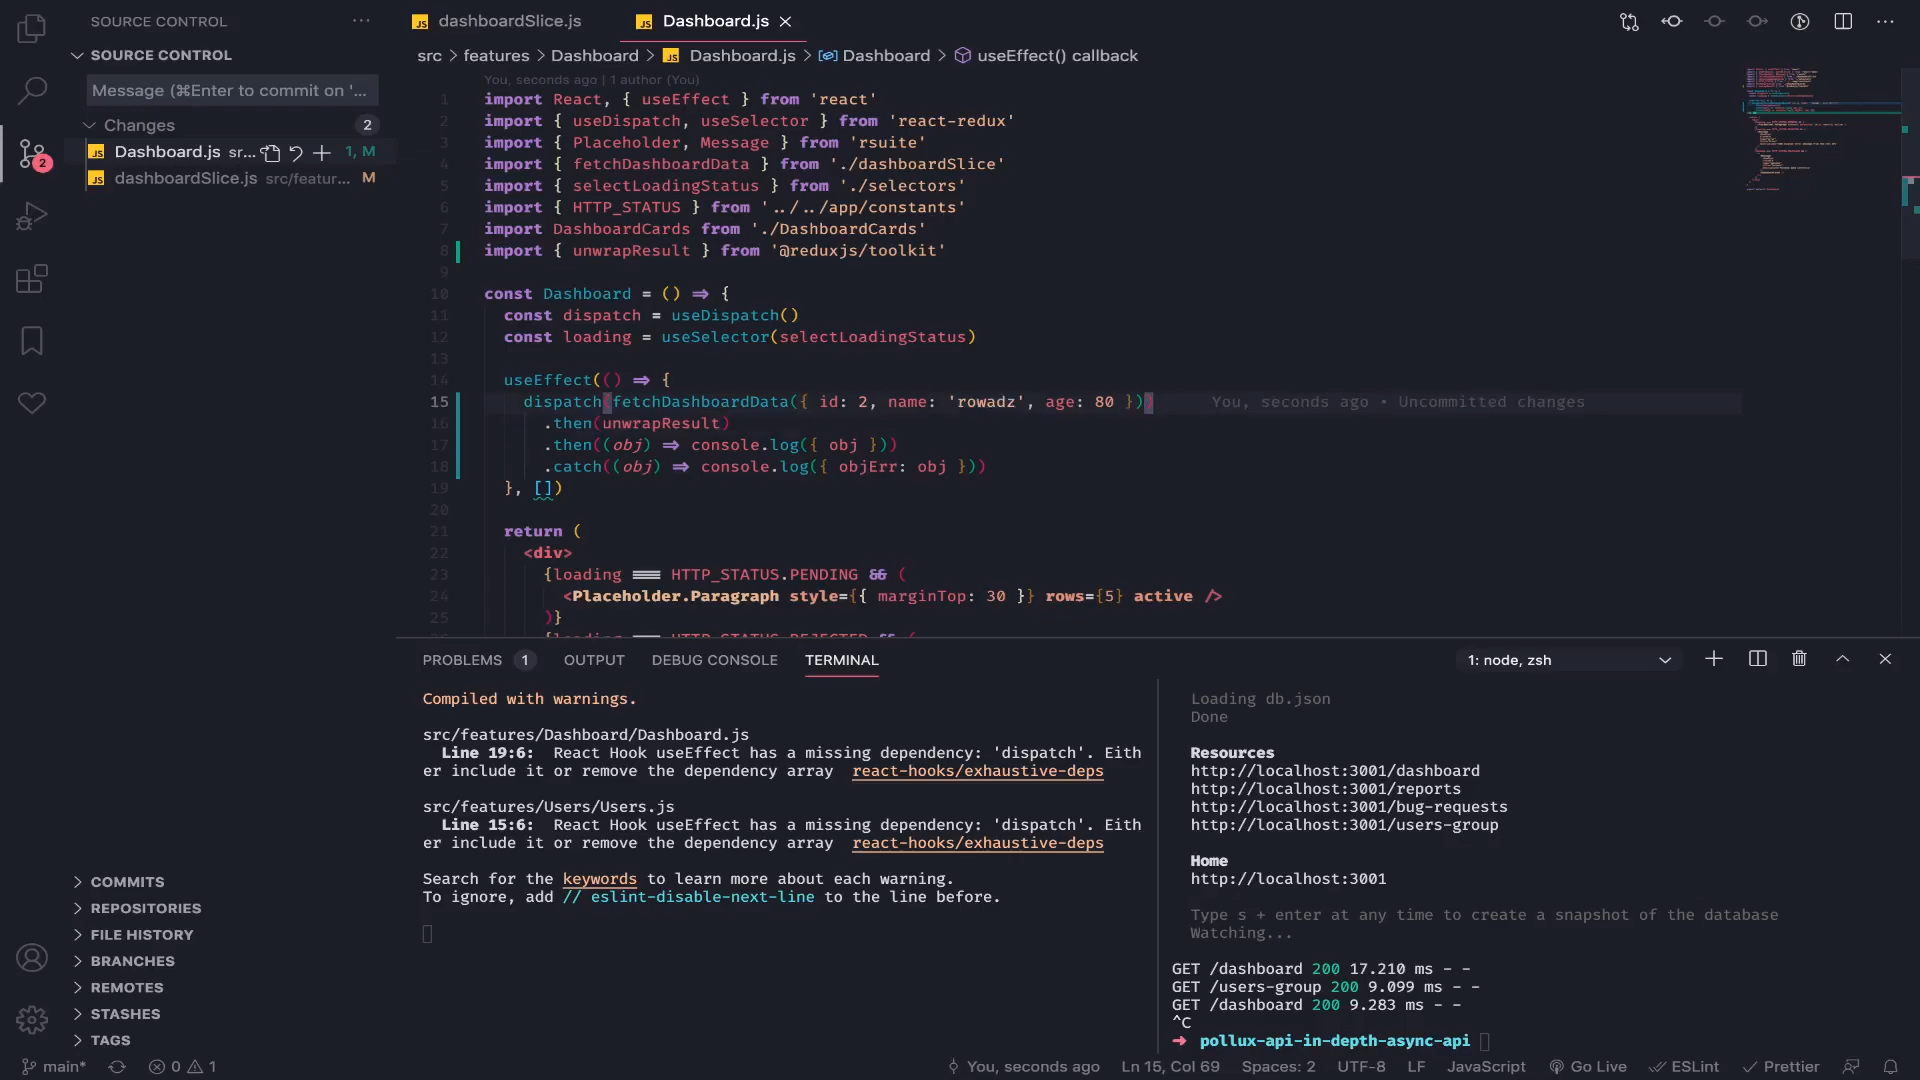 SOURCE CONTROL
dashboardSlice.js
Dashboard.js
SOURCE CONTROL
Message (⌘Enter to commit on '...
Changes
2
Dashboard.js sr... 1, M
dashboardSlice.js src/featur... M
2
src > features > Dashboard > JS Dashboard.js > Dashboard > useEffect() callback
You, seconds ago | 1 author (You)
1 import React, { useEffect } from 'react'
2 import { useDispatch, useSelector } from 'react-redux'
3 import { Placeholder, Message } from 'rsuite'
4 import { fetchDashboardData } from './dashboardSlice'
5 import { selectLoadingStatus } from './selectors'
6 import { HTTP_STATUS } from '../../app/constants'
7 import DashboardCards from './DashboardCards'
8 import { unwrapResult } from '@reduxjs/toolkit'
9
10 const Dashboard = () => {
11 const dispatch = useDispatch()
12 const loading = useSelector(selectLoadingStatus)
13
14 useEffect(() => {
15 dispatch(fetchDashboardData({ id: 2, name: 'rowadz', age: 80 })) You, seconds ago • Uncommitted changes
16 .then(unwrapResult)
17 .then((obj) => console.log({ obj }))
18 .catch((obj) => console.log({ objErr: obj }))
19 }, [])
20
21 return (
22 <div>
23 {loading === HTTP_STATUS.PENDING && (
24 <Placeholder.Paragraph style={{ marginTop: 30 }} rows={5} active />
25 )}
{loading === HTTP_STATUS.REJECTED && (
PROBLEMS 1 OUTPUT DEBUG CONSOLE TERMINAL
1: node, zsh
Compiled with warnings.
src/features/Dashboard/Dashboard.js
Line 19:6: React Hook useEffect has a missing dependency: 'dispatch'. Eith
er include it or remove the dependency array react-hooks/exhaustive-deps
src/features/Users/Users.js
Line 15:6: React Hook useEffect has a missing dependency: 'dispatch'. Eith
er include it or remove the dependency array react-hooks/exhaustive-deps
Search for the keywords to learn more about each warning.
To ignore, add // eslint-disable-next-line to the line before.
Loading db.json
Done
Resources
http://localhost:3001/dashboard
http://localhost:3001/reports
http://localhost:3001/bug-requests
http://localhost:3001/users-group
Home
http://localhost:3001
Type s + enter at any time to create a snapshot of the database
Watching...
GET /dashboard 200 17.210 ms - -
GET /users-group 200 9.099 ms - -
GET /dashboard 200 9.283 ms - -
^C
➜ pollux-api-in-depth-async-api
COMMITS
REPOSITORIES
FILE HISTORY
BRANCHES
REMOTES
STASHES
TAGS
main* 0 1
You, seconds ago Ln 15, Col 69 Spaces: 2 UTF-8 LF JavaScript Go Live ESLint Prettier